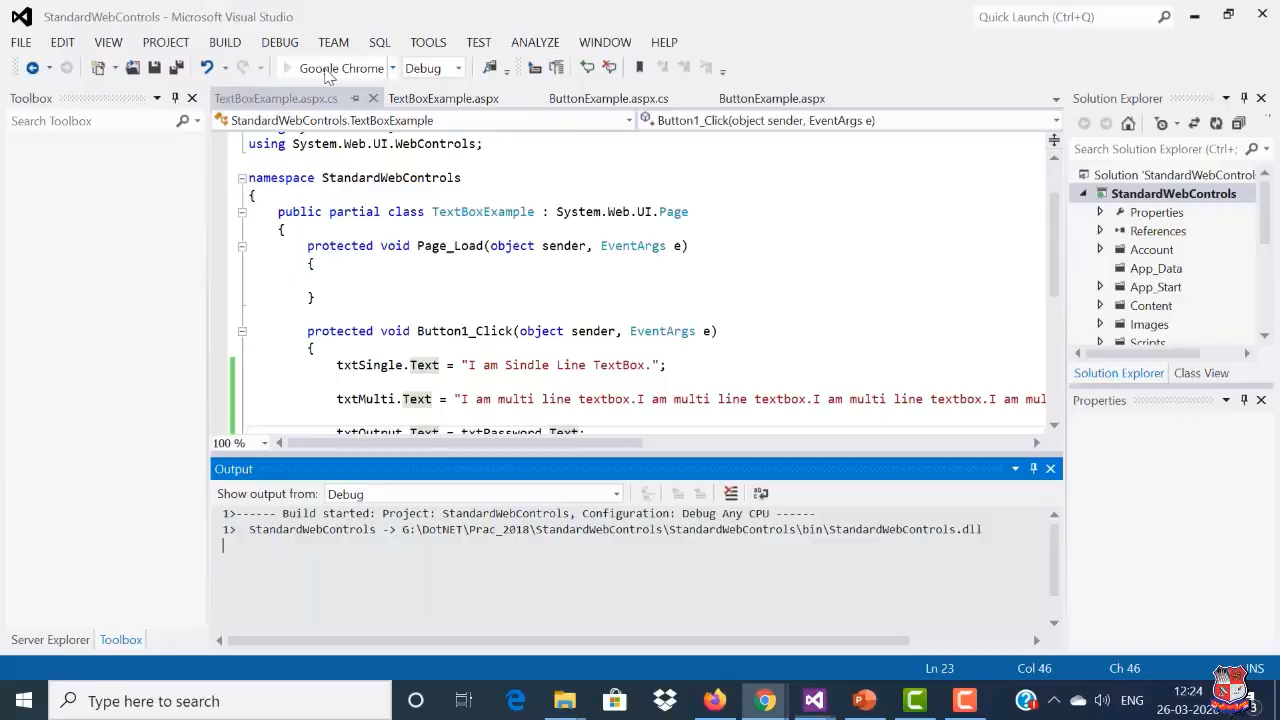 StandardWebControls - Microsoft Visual Studio
Quick Launch (Ctrl+Q)
FILE EDIT VIEW PROJECT BUILD DEBUG TEAM SQL TOOLS TEST ANALYZE WINDOW HELP
Google Chrome Debug
Toolbox
TextBoxExample.aspx.cs TextBoxExample.aspx ButtonExample.aspx.cs ButtonExample.aspx
Solution Explorer
Search Toolbox
StandardWebControls.TextBoxExample
Button1_Click(object sender, EventArgs e)
using System.Web.UI.WebControls;
namespace StandardWebControls
{
public partial class TextBoxExample : System.Web.UI.Page
{
protected void Page_Load(object sender, EventArgs e)
{
}
protected void Button1_Click(object sender, EventArgs e)
{
txtSingle.Text = "I am Sindle Line TextBox.";
txtMulti.Text = "I am multi line textbox.I am multi line textbox.I am multi line textbox.I am mul
txtOutput.Text = txtPassword.Text;
100 %
Search Solution Explorer (Ctrl+;
Solution 'StandardWebControl
StandardWebControls
Properties
References
Account
App_Data
App_Start
Content
Images
Scripts
Solution Explorer Class View
Properties
Output
Show output from: Debug
1>------ Build started: Project: StandardWebControls, Configuration: Debug Any CPU ------
1> StandardWebControls -> G:\DotNET\Prac_2018\StandardWebControls\StandardWebControls\bin\StandardWebControls.dll
Server Explorer Toolbox
Ln 23 Col 46 Ch 46 INS
Type here to search
ENG
12:24
26-03-202
3